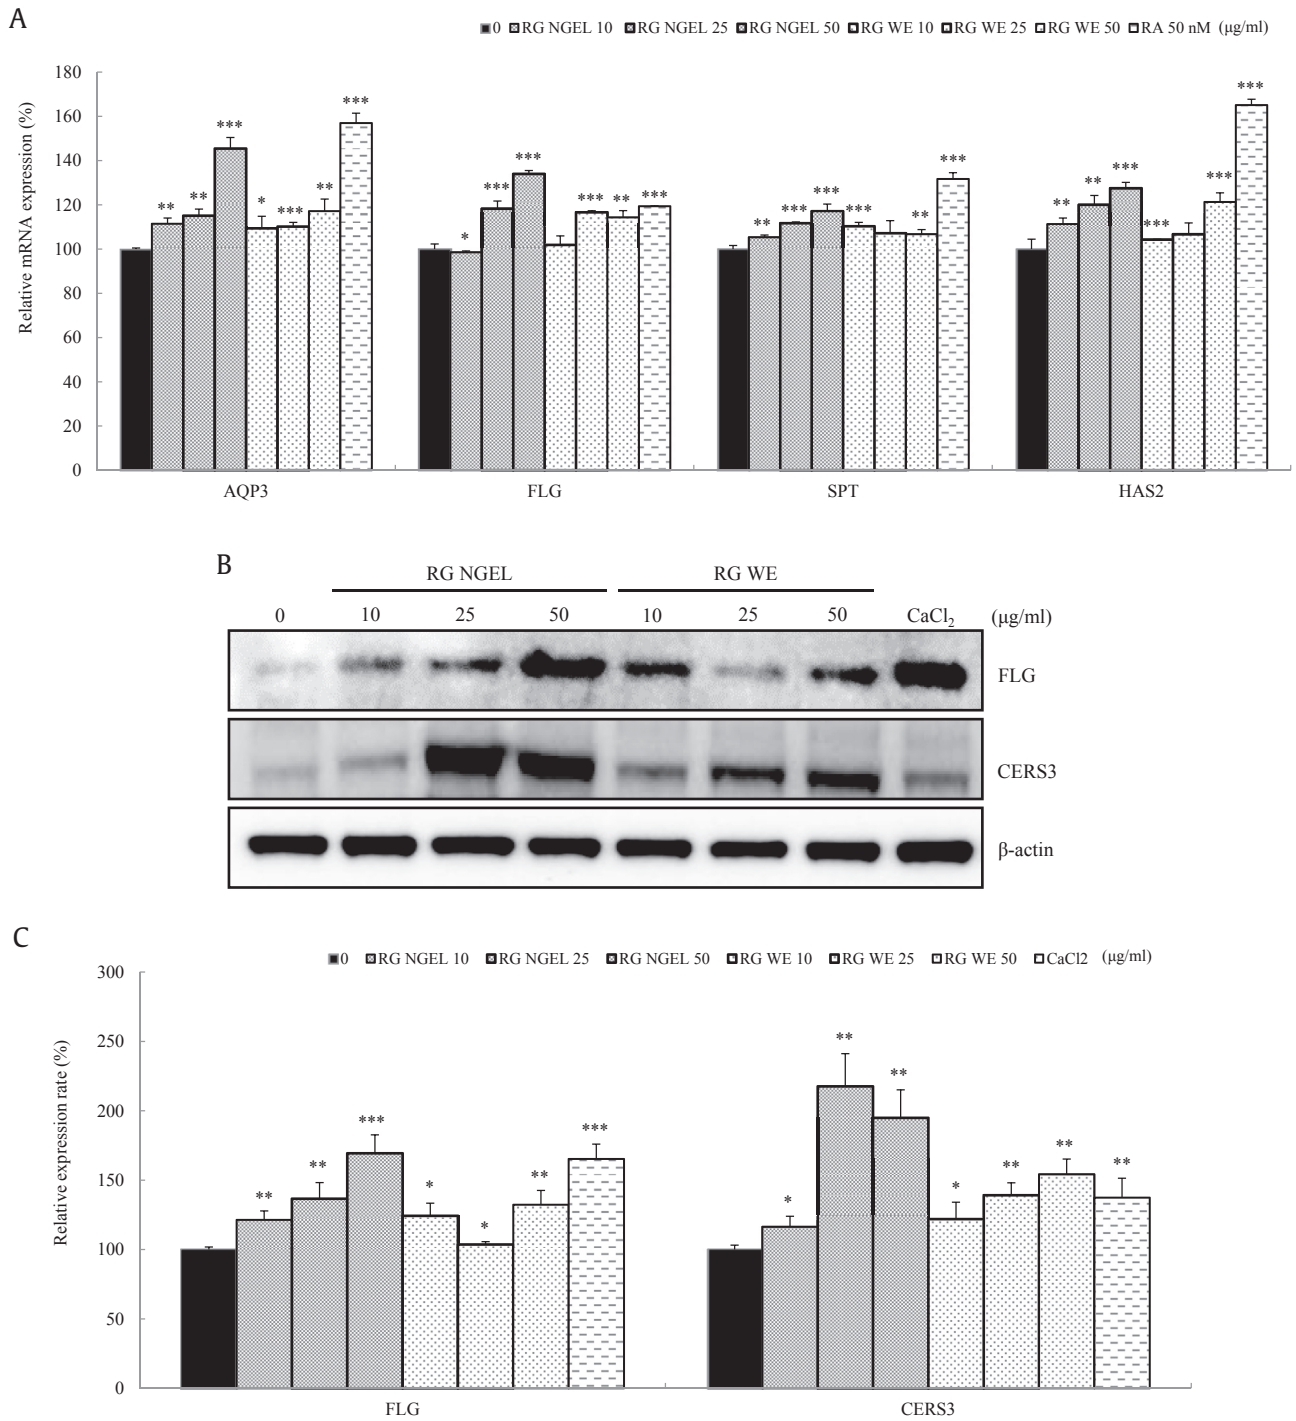 A
0 RG NGEL 10 RG NGEL 25 RG NGEL 50 RG WE 10 RG WE 25 RG WE 50 RA 50 nM (μg/ml)
Relative mRNA expression (%)
180
160
140
120
100
80
60
40
20
0
** ** *** * *** ** ***
* *** *** *** ** ***
** *** *** *** ** ***
** ** *** *** *** ***
AQP3 FLG SPT HAS2
B
RG NGEL RG WE
0 10 25 50 10 25 50 CaCl₂ (μg/ml)
FLG
CERS3
β-actin
C
0 RG NGEL 10 RG NGEL 25 RG NGEL 50 RG WE 10 RG WE 25 RG WE 50 CaCl2 (μg/ml)
Relative expression rate (%)
300
250
200
150
100
50
0
** ** *** * * ** ***
* ** ** * ** ** **
FLG CERS3